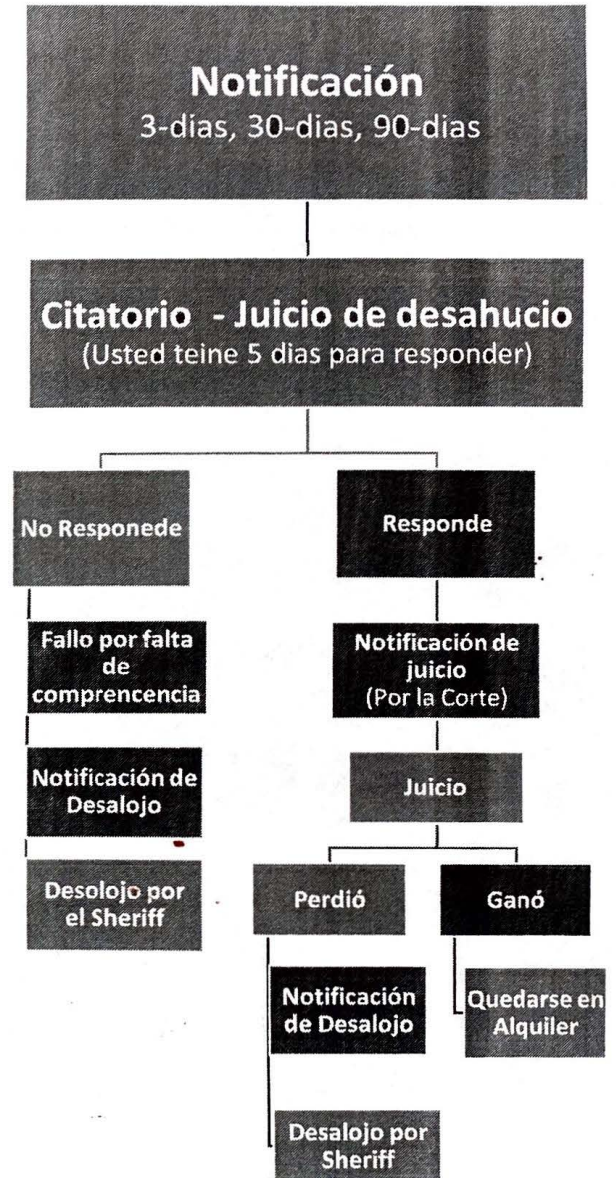 Notificación
3-dias, 30-dias, 90-dias
Citatorio - Juicio de desahucio
(Usted teine 5 dias para responder)
No Responede
Responde
Fallo por falta
de
comprencencia
Notificación de
juicio
(Por la Corte)
Notificación de
Desalojo
Juicio
Desolojo por
el Sheriff
Perdió
Ganó
Notificación
de Desalojo
Quedarse en
Alquiler
Desalojo por
Sheriff